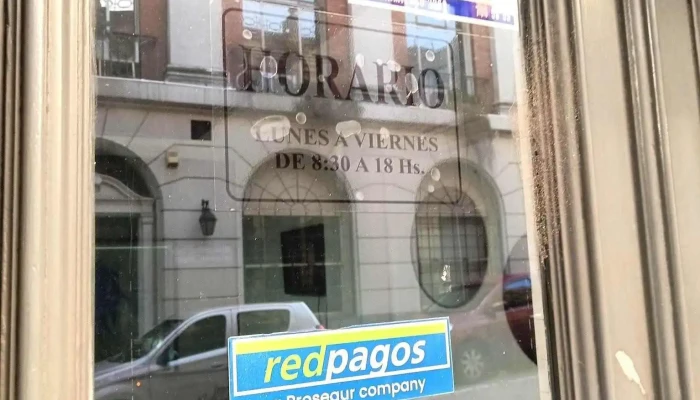 HORARIO
LUNES A VIERNES
DE 8:30 A 18 Hs.
redpagos
Prosegur company